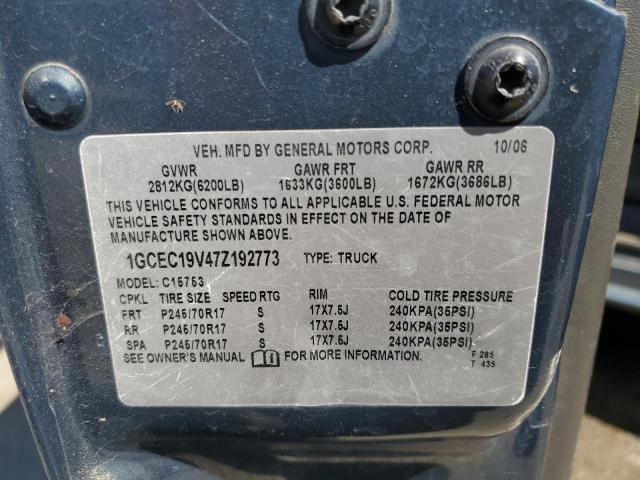 VEH. MFD BY GENERAL MOTORS CORP. 10/06
GVWR GAWR FRT GAWR RR
2812KG(6200LB) 1633KG(3600LB) 1672KG(3686LB)
THIS VEHICLE CONFORMS TO ALL APPLICABLE U.S. FEDERAL MOTOR
VEHICLE SAFETY STANDARDS IN EFFECT ON THE DATE OF
MANUFACTURE SHOWN ABOVE.
1GCEC19V47Z192773 TYPE: TRUCK
MODEL: C15753
CPKL TIRE SIZE SPEED RTG RIM COLD TIRE PRESSURE
FRT P245/70R17 S 17X7.5J 240KPA(35PSI)
RR P245/70R17 S 17X7.5J 240KPA(35PSI)
SPA P245/70R17 S 17X7.5J 240KPA(35PSI)
SEE OWNER'S MANUAL FOR MORE INFORMATION.
F 285
T 435